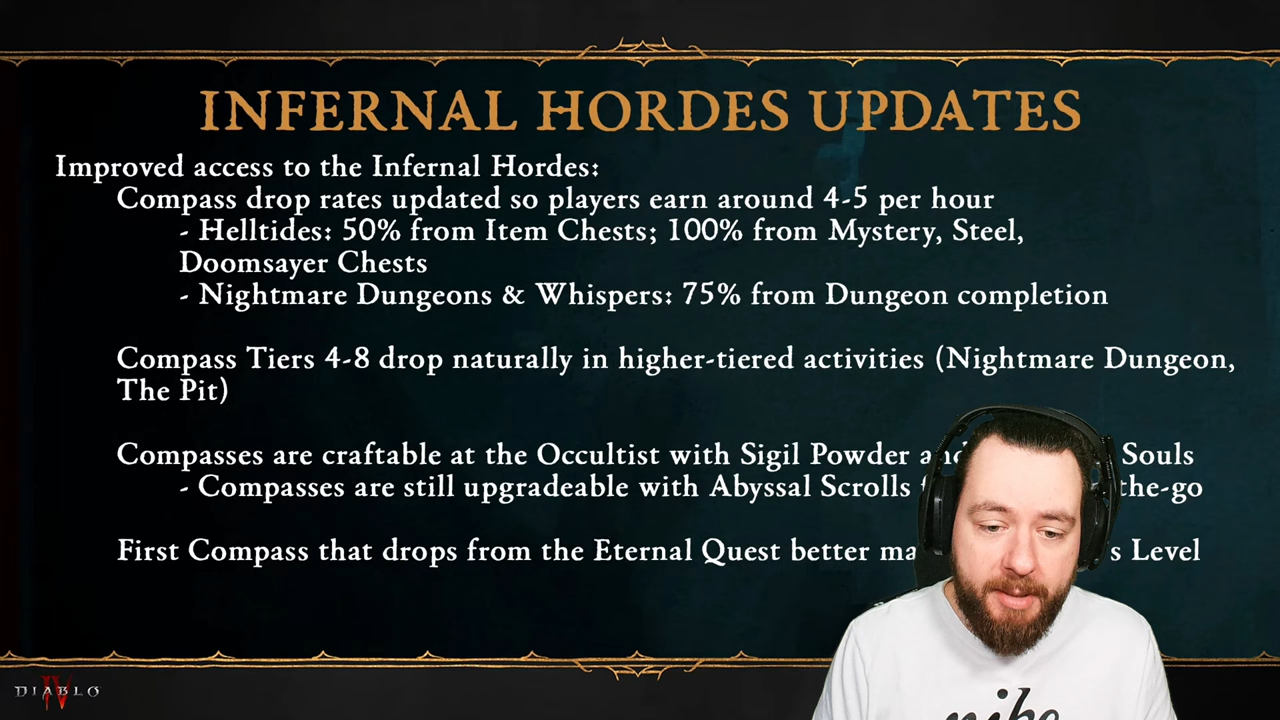 INFERNAL HORDES UPDATES
Improved access to the Infernal Hordes:
Compass drop rates updated so players earn around 4-5 per hour
- Helltides: 50% from Item Chests; 100% from Mystery, Steel,
Doomsayer Chests
- Nightmare Dungeons & Whispers: 75% from Dungeon completion
Compass Tiers 4-8 drop naturally in higher-tiered activities (Nightmare Dungeon,
The Pit)
Compasses are craftable at the Occultist with Sigil Powder Souls
- Compasses are still upgradeable with Abyssal Scrolls the-go
First Compass that drops from the Eternal Quest better Level
DIABLO IV